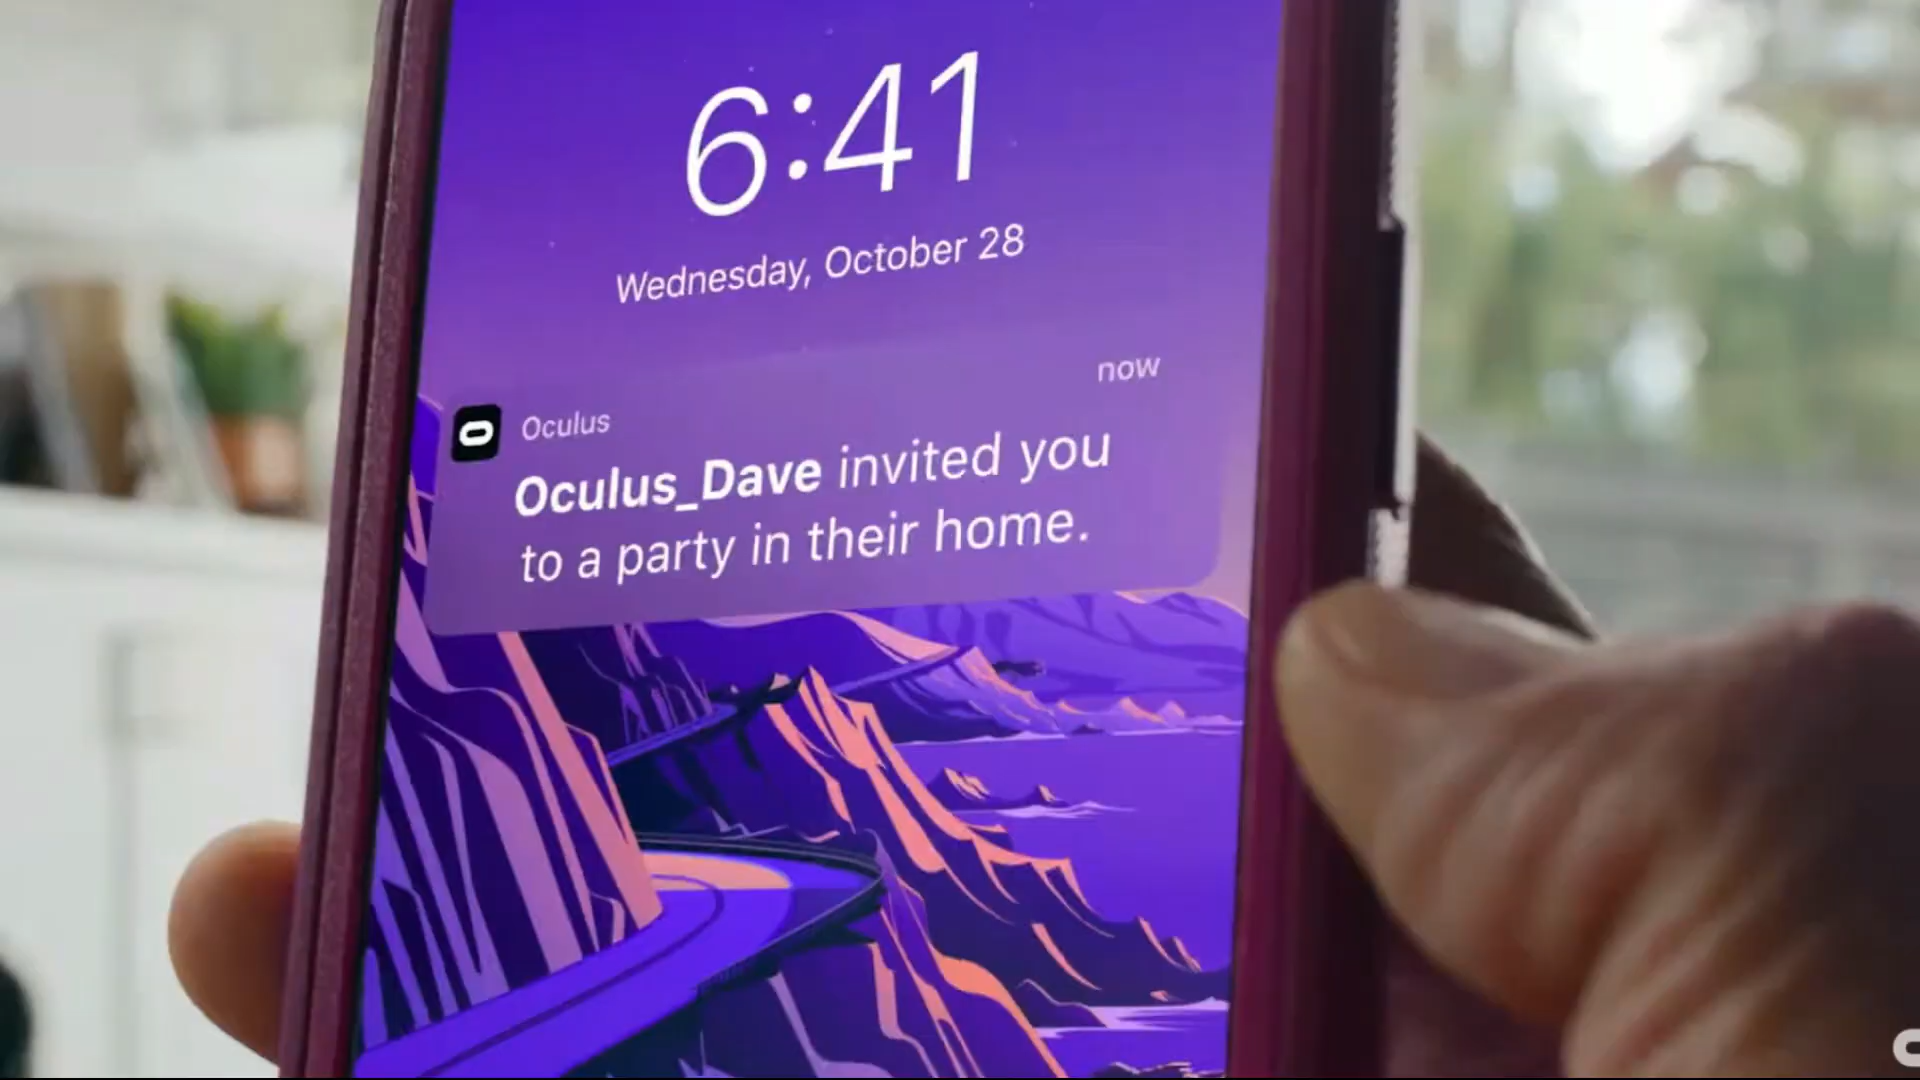 6:41
Wednesday, October 28
now
Oculus
Oculus_Dave invited you
to a party in their home.